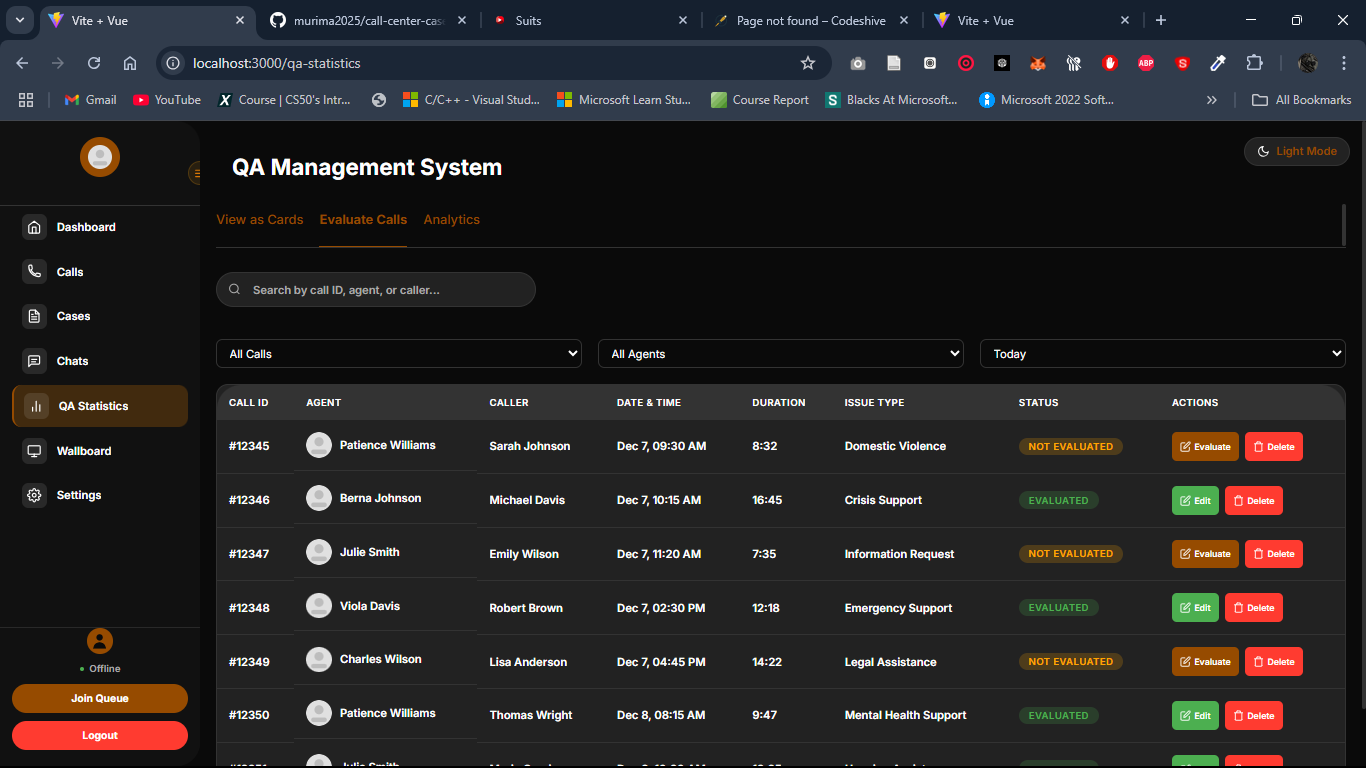 Vite + Vue
murima2025/call-center-cas
Suits
Page not found – Codeshive
Vite + Vue
localhost:3000/qa-statistics
Gmail
YouTube
Course | CS50's Intr...
C/C++ - Visual Stud...
Microsoft Learn Stu...
Course Report
Blacks At Microsoft...
Microsoft 2022 Soft...
All Bookmarks
QA Management System
Light Mode
View as Cards
Evaluate Calls
Analytics
Dashboard
Calls
Cases
Chats
QA Statistics
Wallboard
Settings
Offline
Join Queue
Logout
Search by call ID, agent, or caller...
All Calls
All Agents
Today
CALL ID AGENT CALLER DATE & TIME DURATION ISSUE TYPE STATUS ACTIONS
#12345 Patience Williams Sarah Johnson Dec 7, 09:30 AM 8:32 Domestic Violence NOT EVALUATED Evaluate Delete
#12346 Berna Johnson Michael Davis Dec 7, 10:15 AM 16:45 Crisis Support EVALUATED Edit Delete
#12347 Julie Smith Emily Wilson Dec 7, 11:20 AM 7:35 Information Request NOT EVALUATED Evaluate Delete
#12348 Viola Davis Robert Brown Dec 7, 02:30 PM 12:18 Emergency Support EVALUATED Edit Delete
#12349 Charles Wilson Lisa Anderson Dec 7, 04:45 PM 14:22 Legal Assistance NOT EVALUATED Evaluate Delete
#12350 Patience Williams Thomas Wright Dec 8, 08:15 AM 9:47 Mental Health Support EVALUATED Edit Delete
Julie Smith